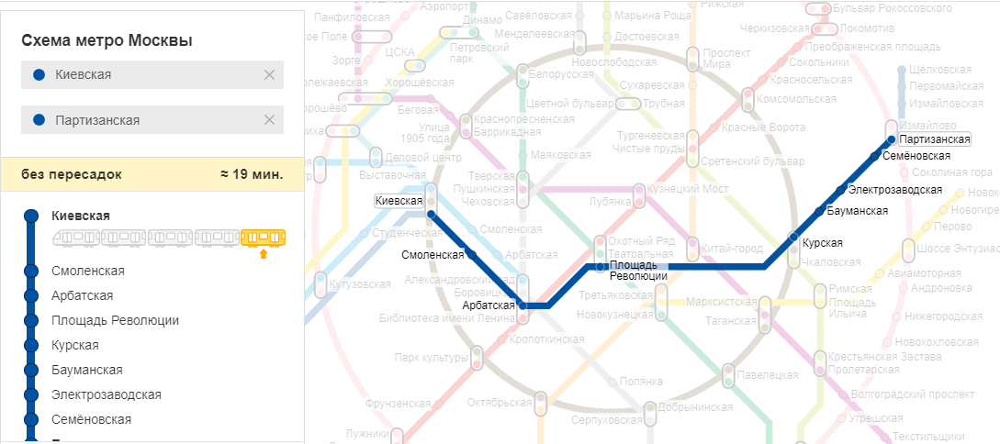 Схема метро Москвы
Киевская
Партизанская
без пересадок
≈ 19 мин.
Киевская
Смоленская
Арбатская
Площадь Революции
Курская
Бауманская
Электрозаводская
Семёновская
Аэропорт
Савёловская
Марьина Роща
Рижская
Бульвар Рокоссовского
Панфиловская
Динамо
Менделеевская
Достоевская
Черкизовская
Локомотив
ое Поле
ЦСКА
Петровский
парк
Новослободская
Проспект
Мира
Преображенская площадь
Зорге
Сокольники
Щёлковская
Белорусская
олежаевская
Хорошёвская
Сухаревская
Красносельская
Первомайская
орошёво
Беговая
Цветной бульвар
Трубная
Комсомольская
Измайловская
Улица
1905 года
Краснопресненская
Баррикадная
Тургеневская
Чистые пруды
Красные Ворота
Измайлово
Партизанская
Деловой центр
Выставочная
Маяковская
Сретенский бульвар
Семёновская
Соколиная гора
Тверская
Пушкинская
Чеховская
Кузнецкий Мост
Лубянка
Электрозаводская
Новок
Киевская
Бауманская
Новогире
Студенческая
Смоленская
Перово
Смоленская
Арбатская
Охотный Ряд
Театральная
Китай-город
Курская
Шоссе Энтузиас
Площадь
Революции
Чкаловская
Кутузовская
Александровский сад
Боровицкая
Авиамоторная
Арбатская
Третьяковская
Новокузнецкая
Марксистская
Римская
Площадь
Ильича
Андроновка
Библиотека имени Ленина
Таганская
Нижегородская
Кропоткинская
Новохохловская
Парк культуры
Крестьянская Застава
Пролетарская
Полянка
Павелецкая
Фрунзенская
Октябрьская
Добрынинская
Волгоградский проспект
Серпуховская
Угрешская
Лужники
Текстильщики